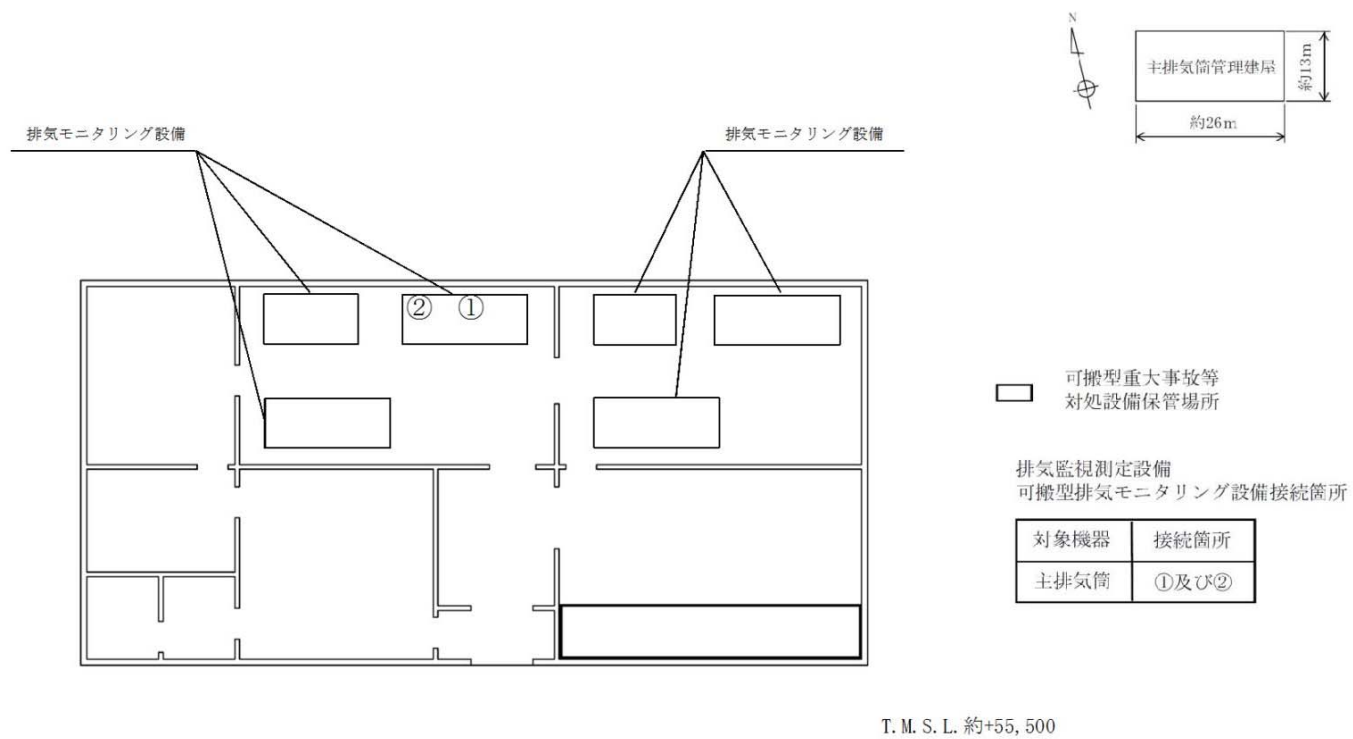 N
主排気筒管理建屋
約13m
約26m
排気モニタリング設備
排気モニタリング設備
② ①
可搬型重大事故等
対処設備保管場所
排気監視測定設備
可搬型排気モニタリング設備接続箇所
対象機器 接続箇所
主排気筒 ①及び②
T.M.S.L.約+55,500